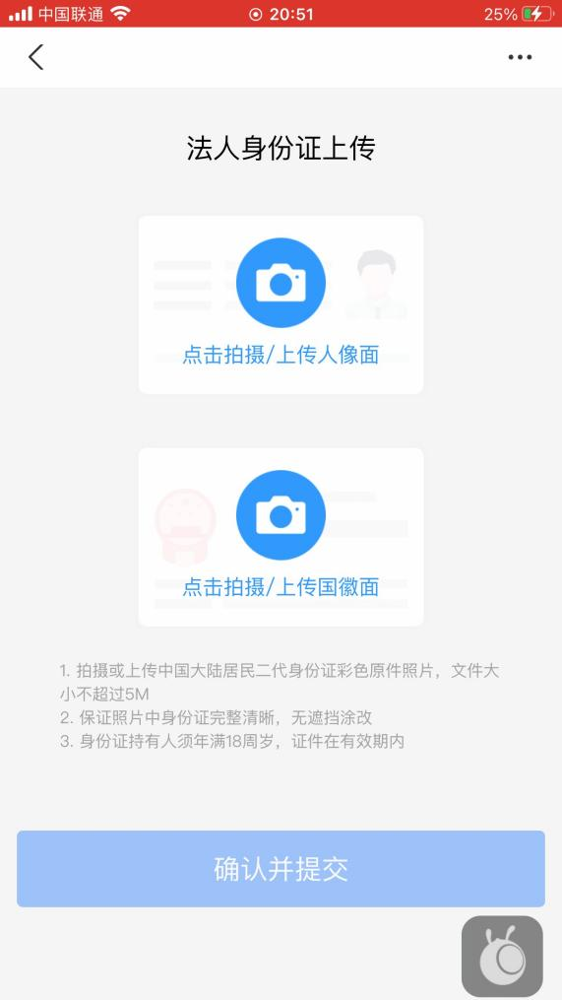 中国联通
20:51
25%
法人身份证上传
点击拍摄/上传人像面
点击拍摄/上传国徽面
1. 拍摄或上传中国大陆居民二代身份证彩色原件照片，文件大
小不超过5M
2. 保证照片中身份证完整清晰，无遮挡涂改
3. 身份证持有人须年满18周岁，证件在有效期内
确认并提交